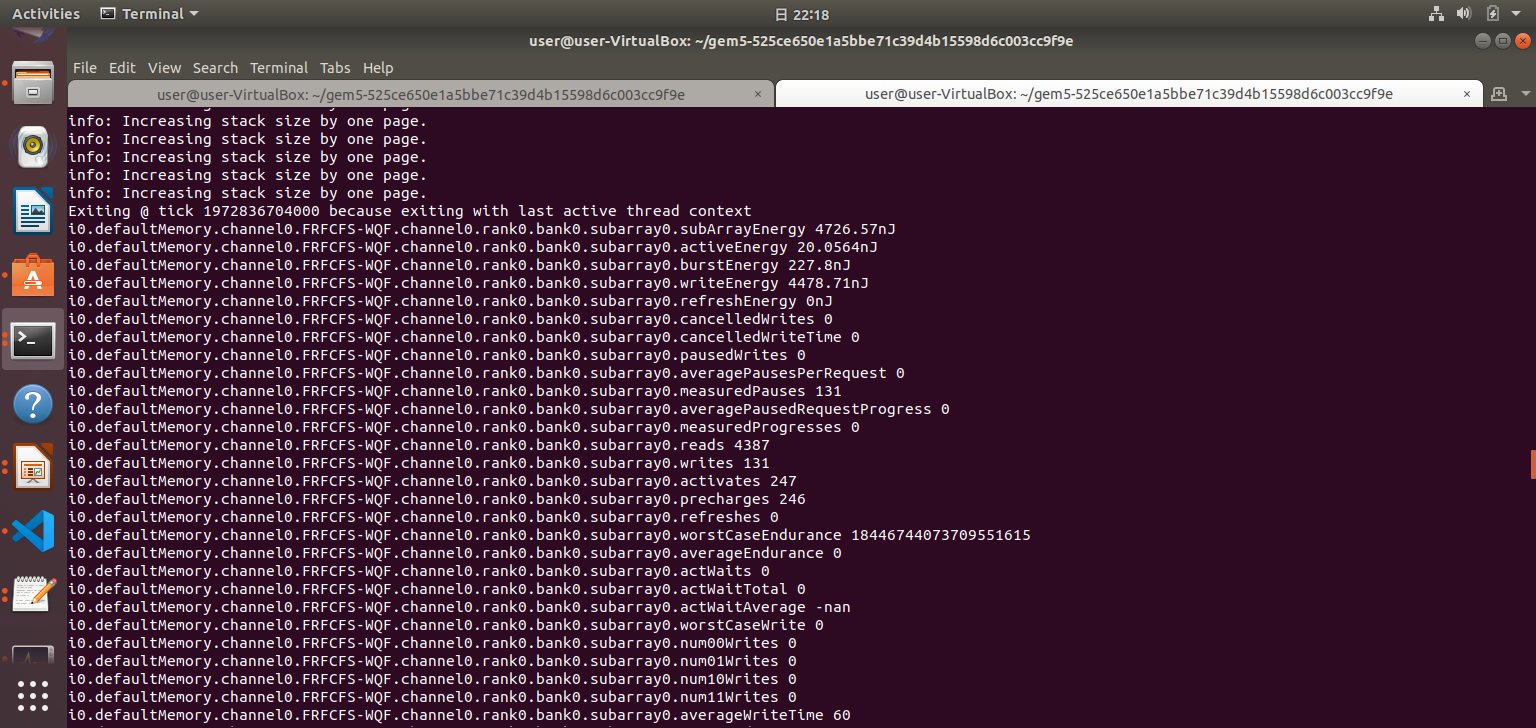 Activities Terminal 日 22:18
user@user-VirtualBox: ~/gem5-525ce650e1a5bbe71c39d4b15598d6c003cc9f9e
File Edit View Search Terminal Tabs Help
user@user-VirtualBox: ~/gem5-525ce650e1a5bbe71c39d4b15598d6c003cc9f9e × user@user-VirtualBox: ~/gem5-525ce650e1a5bbe71c39d4b15598d6c003cc9f9e ×
info: Increasing stack size by one page.
info: Increasing stack size by one page.
info: Increasing stack size by one page.
info: Increasing stack size by one page.
info: Increasing stack size by one page.
Exiting @ tick 1972836704000 because exiting with last active thread context
i0.defaultMemory.channel0.FRFCFS-WQF.channel0.rank0.bank0.subarray0.subArrayEnergy 4726.57nJ
i0.defaultMemory.channel0.FRFCFS-WQF.channel0.rank0.bank0.subarray0.activeEnergy 20.0564nJ
i0.defaultMemory.channel0.FRFCFS-WQF.channel0.rank0.bank0.subarray0.burstEnergy 227.8nJ
i0.defaultMemory.channel0.FRFCFS-WQF.channel0.rank0.bank0.subarray0.writeEnergy 4478.71nJ
i0.defaultMemory.channel0.FRFCFS-WQF.channel0.rank0.bank0.subarray0.refreshEnergy 0nJ
i0.defaultMemory.channel0.FRFCFS-WQF.channel0.rank0.bank0.subarray0.cancelledWrites 0
i0.defaultMemory.channel0.FRFCFS-WQF.channel0.rank0.bank0.subarray0.cancelledWriteTime 0
i0.defaultMemory.channel0.FRFCFS-WQF.channel0.rank0.bank0.subarray0.pausedWrites 0
i0.defaultMemory.channel0.FRFCFS-WQF.channel0.rank0.bank0.subarray0.averagePausesPerRequest 0
i0.defaultMemory.channel0.FRFCFS-WQF.channel0.rank0.bank0.subarray0.measuredPauses 131
i0.defaultMemory.channel0.FRFCFS-WQF.channel0.rank0.bank0.subarray0.averagePausedRequestProgress 0
i0.defaultMemory.channel0.FRFCFS-WQF.channel0.rank0.bank0.subarray0.measuredProgresses 0
i0.defaultMemory.channel0.FRFCFS-WQF.channel0.rank0.bank0.subarray0.reads 4387
i0.defaultMemory.channel0.FRFCFS-WQF.channel0.rank0.bank0.subarray0.writes 131
i0.defaultMemory.channel0.FRFCFS-WQF.channel0.rank0.bank0.subarray0.activates 247
i0.defaultMemory.channel0.FRFCFS-WQF.channel0.rank0.bank0.subarray0.precharges 246
i0.defaultMemory.channel0.FRFCFS-WQF.channel0.rank0.bank0.subarray0.refreshes 0
i0.defaultMemory.channel0.FRFCFS-WQF.channel0.rank0.bank0.subarray0.worstCaseEndurance 18446744073709551615
i0.defaultMemory.channel0.FRFCFS-WQF.channel0.rank0.bank0.subarray0.averageEndurance 0
i0.defaultMemory.channel0.FRFCFS-WQF.channel0.rank0.bank0.subarray0.actWaits 0
i0.defaultMemory.channel0.FRFCFS-WQF.channel0.rank0.bank0.subarray0.actWaitTotal 0
i0.defaultMemory.channel0.FRFCFS-WQF.channel0.rank0.bank0.subarray0.actWaitAverage -nan
i0.defaultMemory.channel0.FRFCFS-WQF.channel0.rank0.bank0.subarray0.worstCaseWrite 0
i0.defaultMemory.channel0.FRFCFS-WQF.channel0.rank0.bank0.subarray0.num00Writes 0
i0.defaultMemory.channel0.FRFCFS-WQF.channel0.rank0.bank0.subarray0.num01Writes 0
i0.defaultMemory.channel0.FRFCFS-WQF.channel0.rank0.bank0.subarray0.num10Writes 0
i0.defaultMemory.channel0.FRFCFS-WQF.channel0.rank0.bank0.subarray0.num11Writes 0
i0.defaultMemory.channel0.FRFCFS-WQF.channel0.rank0.bank0.subarray0.averageWriteTime 60